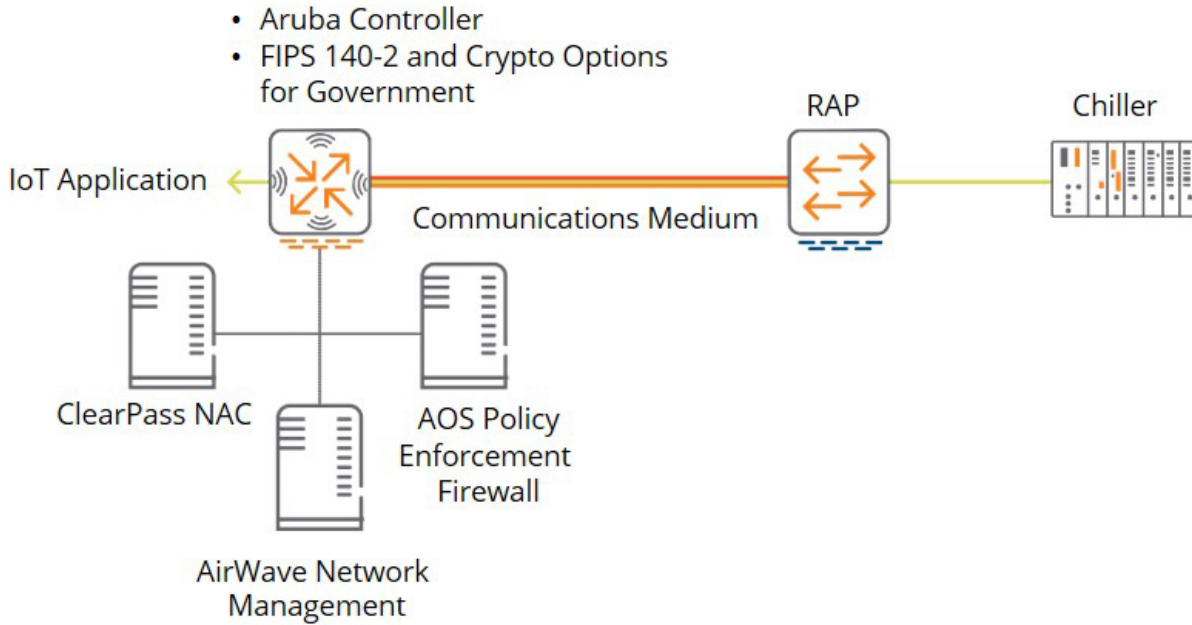 • Aruba Controller
• FIPS 140-2 and Crypto Options
for Government
RAP
Chiller
IoT Application
Communications Medium
ClearPass NAC
AOS Policy
Enforcement
Firewall
AirWave Network
Management